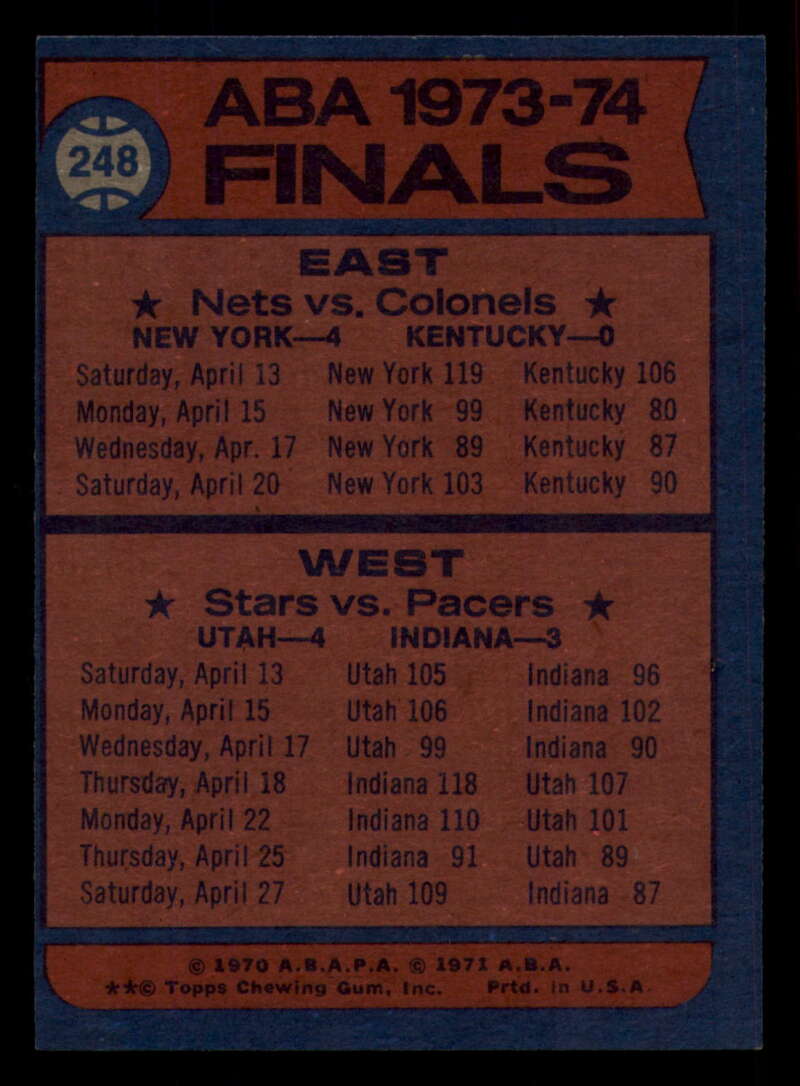 ABA 1973-74
248
FINALS
EAST
★ Nets vs. Colonels ★
NEW YORK—4 KENTUCKY—0
Saturday, April 13 New York 119 Kentucky 106
Monday, April 15 New York 99 Kentucky 80
Wednesday, Apr. 17 New York 89 Kentucky 87
Saturday, April 20 New York 103 Kentucky 90
WEST
★ Stars vs. Pacers ★
UTAH—4 INDIANA—3
Saturday, April 13 Utah 105 Indiana 96
Monday, April 15 Utah 106 Indiana 102
Wednesday, April 17 Utah 99 Indiana 90
Thursday, April 18 Indiana 118 Utah 107
Monday, April 22 Indiana 110 Utah 101
Thursday, April 25 Indiana 91 Utah 89
Saturday, April 27 Utah 109 Indiana 87
© 1970 A.B.A.P.A. © 1971 A.B.A.
★★© Topps Chewing Gum, Inc. Prtd. in U.S.A